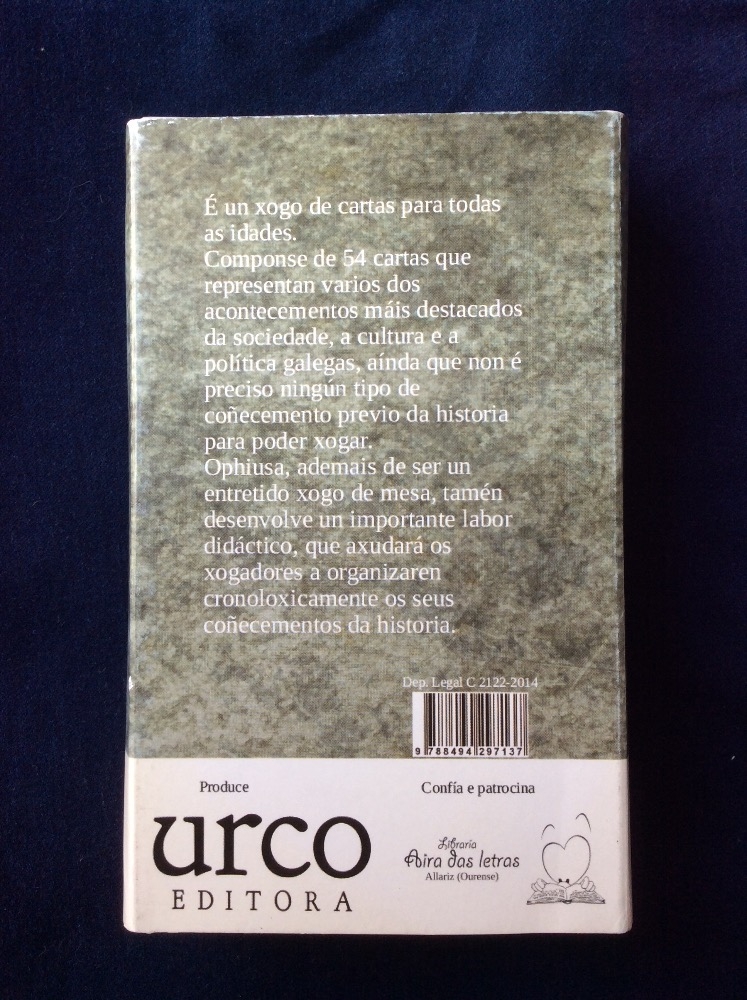 É un xogo de cartas para todas
as idades.
Componse de 54 cartas que
representan varios dos
acontecementos máis destacados
da sociedade, a cultura e a
política galegas, aínda que non é
preciso ningún tipo de
coñecemento previo da historia
para poder xogar.
Ophiusa, ademais de ser un
entretido xogo de mesa, tamén
desenvolve un importante labor
didáctico, que axudará os
xogadores a organizaren
cronoloxicamente os seus
coñecementos da historia.
Dep. Legal C 2122-2014
9 788494 297137
Produce
urco
EDITORA
Confía e patrocina
Libraria
Aira das letras
Allariz (Ourense)